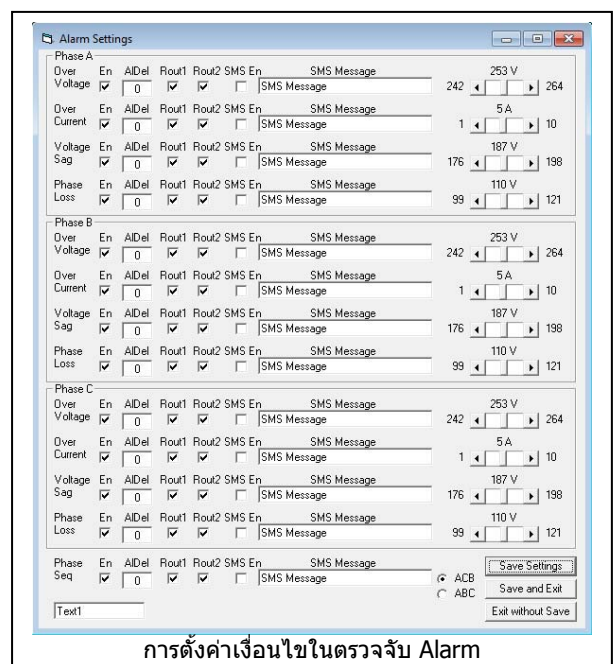 Alarm Settings
Phase A
Over Voltage En AlDel Rout1 Rout2 SMS En SMS Message 253 V
0 SMS Message 242 264
Over Current En AlDel Rout1 Rout2 SMS En SMS Message 5 A
0 SMS Message 1 10
Voltage Sag En AlDel Rout1 Rout2 SMS En SMS Message 187 V
0 SMS Message 176 198
Phase Loss En AlDel Rout1 Rout2 SMS En SMS Message 110 V
0 SMS Message 99 121
Phase B
Over Voltage En AlDel Rout1 Rout2 SMS En SMS Message 253 V
0 SMS Message 242 264
Over Current En AlDel Rout1 Rout2 SMS En SMS Message 5 A
0 SMS Message 1 10
Voltage Sag En AlDel Rout1 Rout2 SMS En SMS Message 187 V
0 SMS Message 176 198
Phase Loss En AlDel Rout1 Rout2 SMS En SMS Message 110 V
0 SMS Message 99 121
Phase C
Over Voltage En AlDel Rout1 Rout2 SMS En SMS Message 253 V
0 SMS Message 242 264
Over Current En AlDel Rout1 Rout2 SMS En SMS Message 5 A
0 SMS Message 1 10
Voltage Sag En AlDel Rout1 Rout2 SMS En SMS Message 187 V
0 SMS Message 176 198
Phase Loss En AlDel Rout1 Rout2 SMS En SMS Message 110 V
0 SMS Message 99 121
Phase Seq En AlDel Rout1 Rout2 SMS En SMS Message Save Settings
0 SMS Message ACB
ABC Save and Exit
Text1 Exit without Save
การตั้งค่าเงื่อนไขในตรวจจับ Alarm